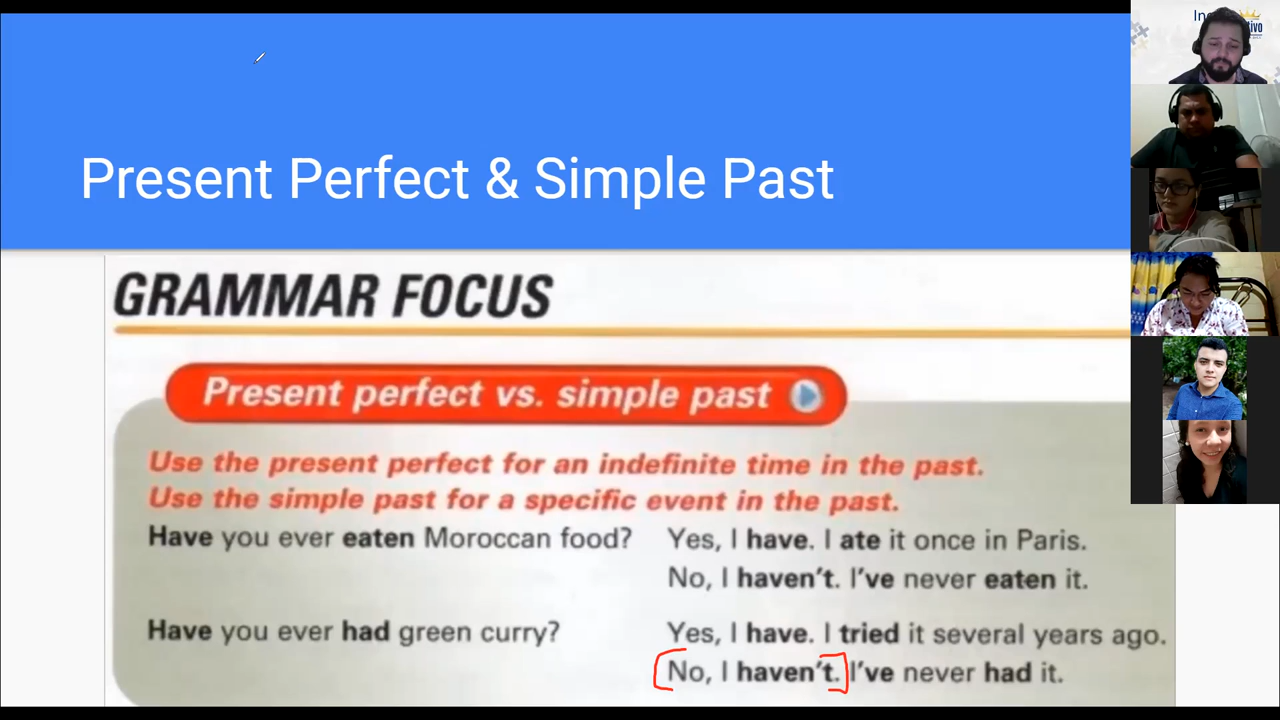 Present Perfect & Simple Past
GRAMMAR FOCUS
Present perfect vs. simple past
Use the present perfect for an indefinite time in the past.
Use the simple past for a specific event in the past.
Have you ever eaten Moroccan food? Yes, I have. I ate it once in Paris.
No, I haven't. I've never eaten it.
Have you ever had green curry? Yes, I have. I tried it several years ago.
No, I haven't. I've never had it.